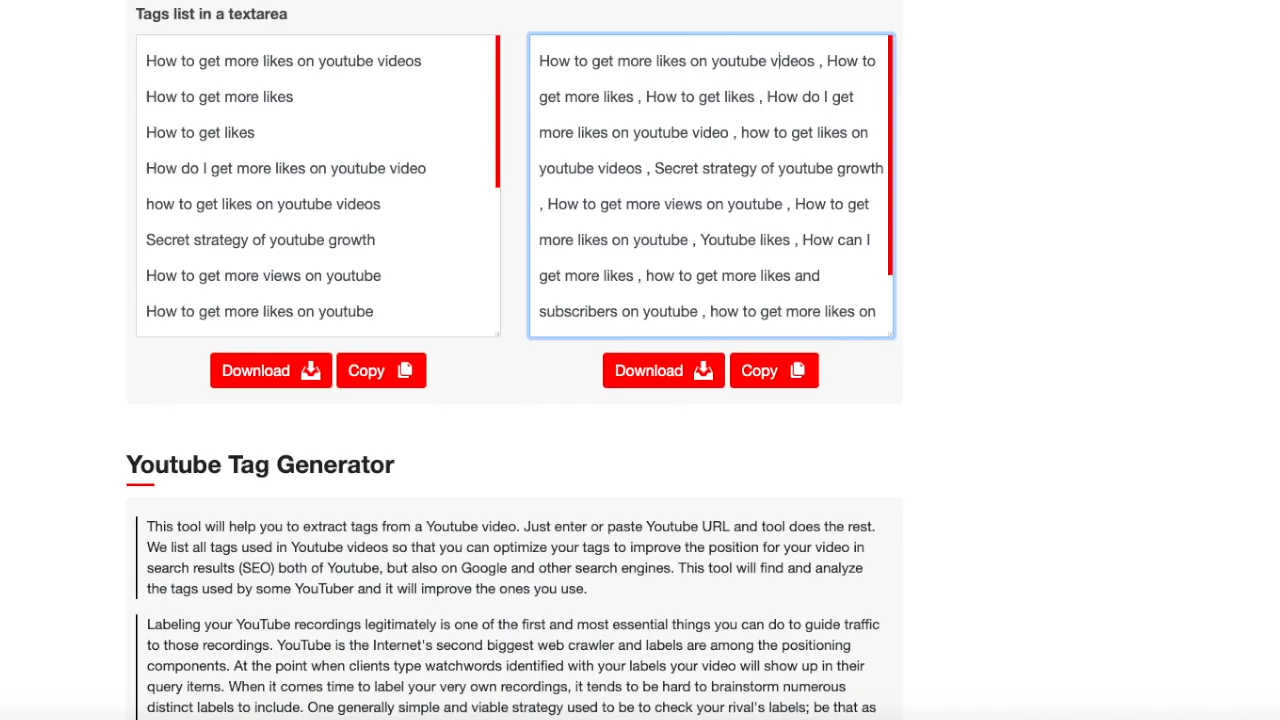 Tags list in a textarea
How to get more likes on youtube videos
How to get more likes
How to get likes
How do I get more likes on youtube video
how to get likes on youtube videos
Secret strategy of youtube growth
How to get more views on youtube
How to get more likes on youtube
How to get more likes on youtube videos , How to
get more likes , How to get likes , How do I get
more likes on youtube video , how to get likes on
youtube videos , Secret strategy of youtube growth
, How to get more views on youtube , How to get
more likes on youtube , Youtube likes , How can I
get more likes , how to get more likes and
subscribers on youtube , how to get more likes on
Download Copy
Download Copy
Youtube Tag Generator
This tool will help you to extract tags from a Youtube video. Just enter or paste Youtube URL and tool does the rest.
We list all tags used in Youtube videos so that you can optimize your tags to improve the position for your video in
search results (SEO) both of Youtube, but also on Google and other search engines. This tool will find and analyze
the tags used by some YouTuber and it will improve the ones you use.
Labeling your YouTube recordings legitimately is one of the first and most essential things you can do to guide traffic
to those recordings. YouTube is the Internet's second biggest web crawler and labels are among the positioning
components. At the point when clients type watchwords identified with your labels your video will show up in their
query items. When it comes time to label your very own recordings, it tends to be hard to brainstorm numerous
distinct labels to include. One generally simple and viable strategy used to be to check your rival's labels; be that as